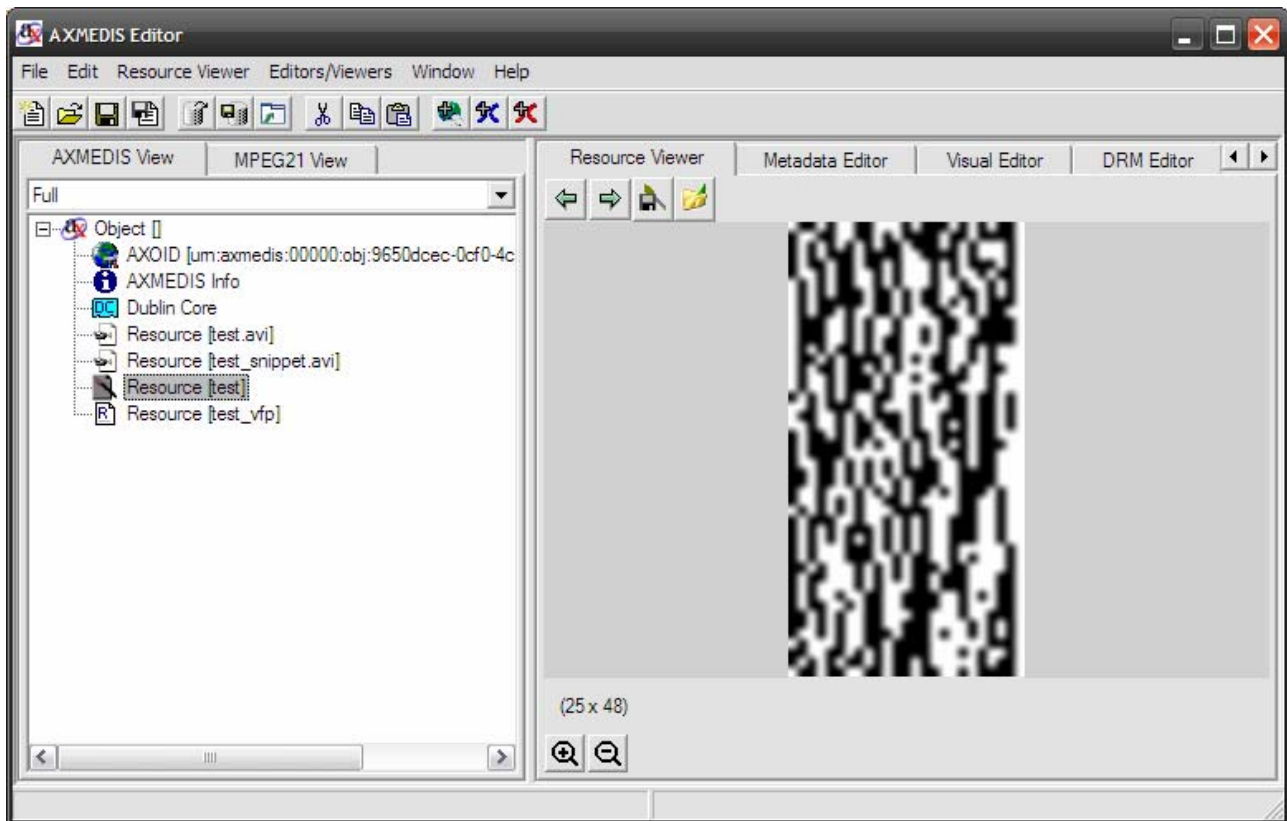 AXMEDIS Editor
File Edit Resource Viewer Editors/Viewers Window Help
AXMEDIS View MPEG21 View
Full
Object []
AXOID [urn:axmedis:00000:obj:9650dcec-0cf0-4c
AXMEDIS Info
DC Dublin Core
Resource [test.avi]
Resource [test_snippet.avi]
Resource [test]
R Resource [test_vfp]
Resource Viewer Metadata Editor Visual Editor DRM Editor
(25 x 48)